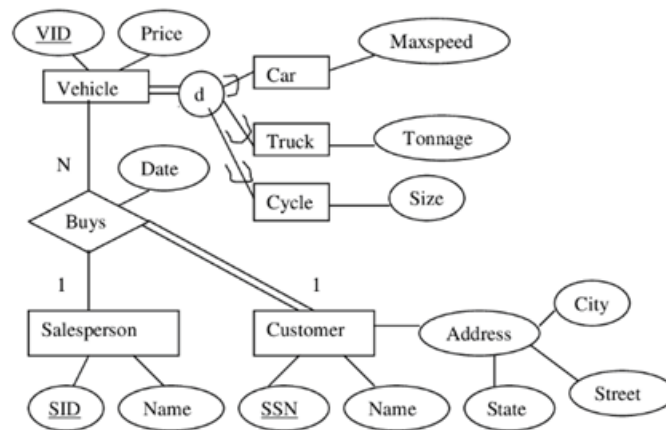 VID
Price
Maxspeed
Vehicle
d
Car
Truck
Tonnage
N
Date
Cycle
Size
Buys
1
1
City
Salesperson
Customer
Address
SID
Name
SSN
Name
State
Street